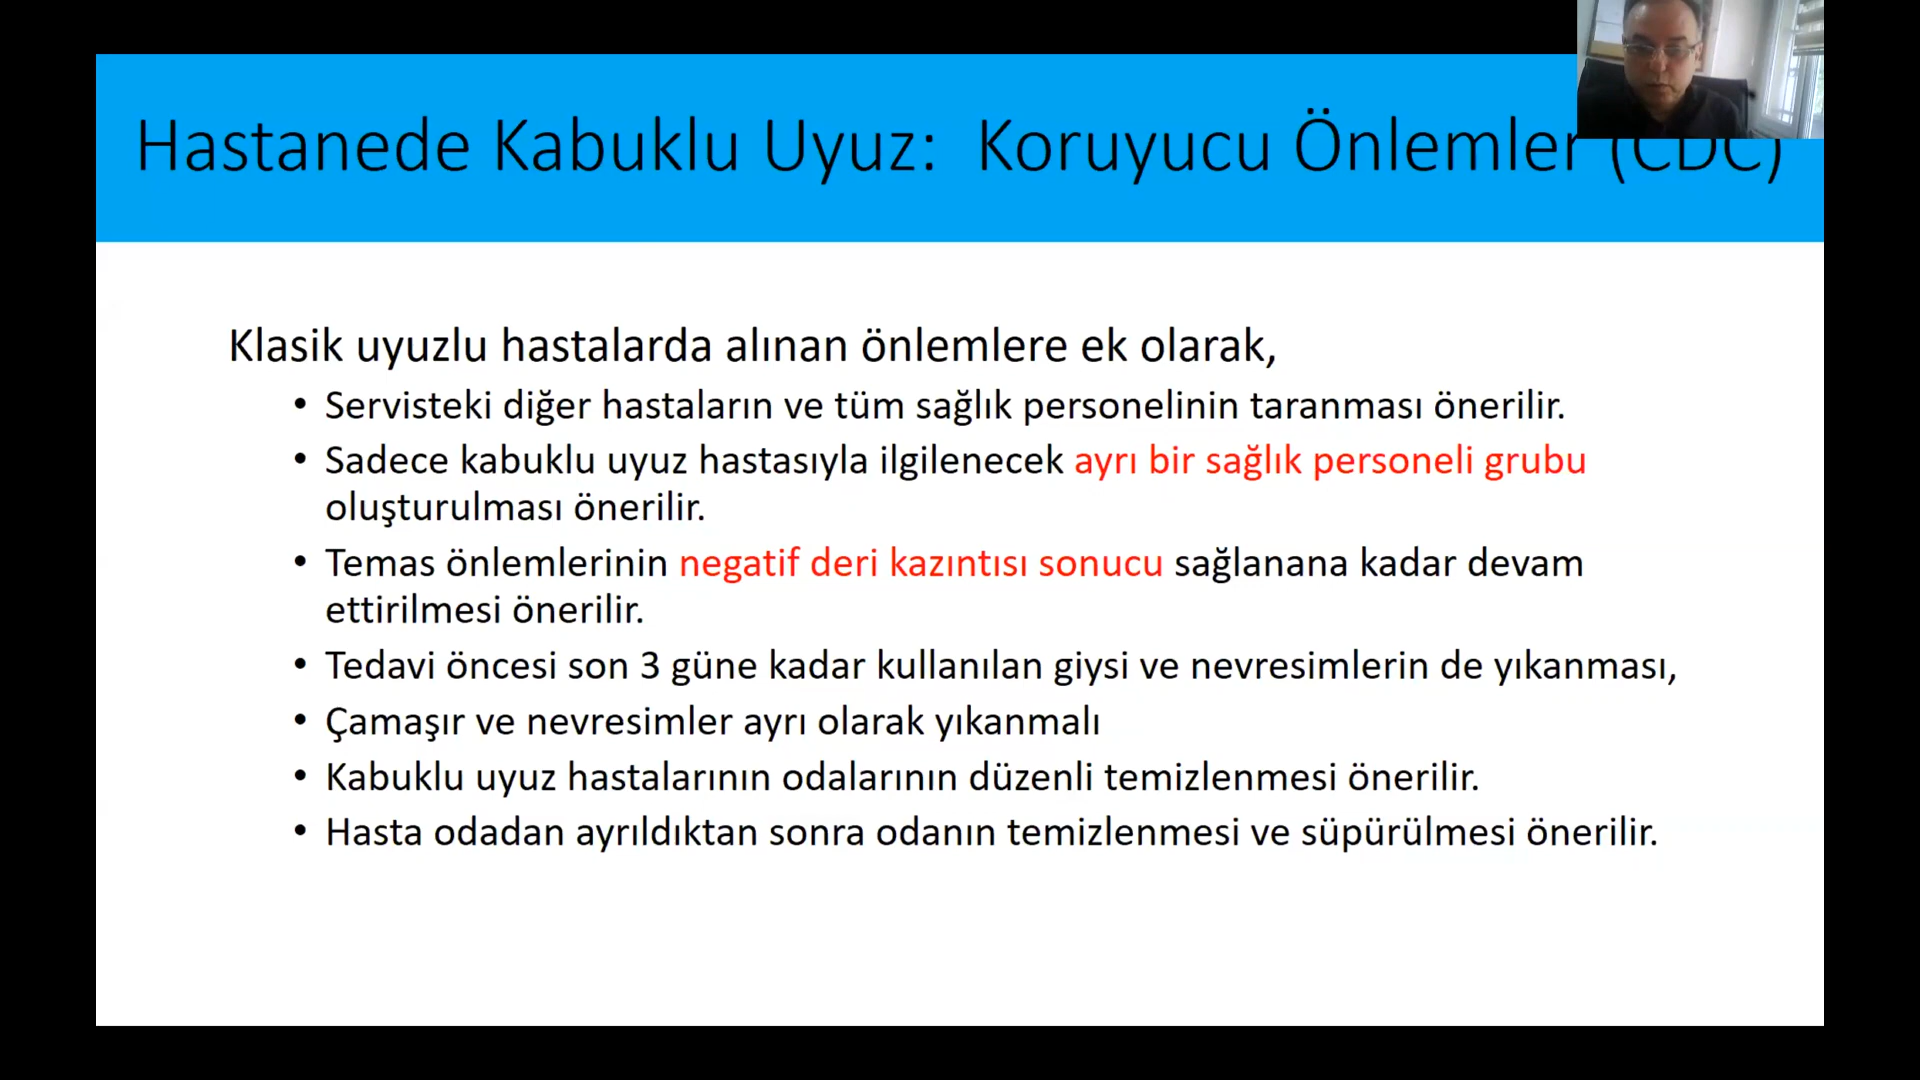 Hastanede Kabuklu Uyuz:  Koruyucu Önlemler (CDC)
Klasik uyuzlu hastalarda alınan önlemlere ek olarak,
• Servisteki diğer hastaların ve tüm sağlık personelinin taranması önerilir.
• Sadece kabuklu uyuz hastasıyla ilgilenecek ayrı bir sağlık personeli grubu
oluşturulması önerilir.
• Temas önlemlerinin negatif deri kazıntısı sonucu sağlanana kadar devam
ettirilmesi önerilir.
• Tedavi öncesi son 3 güne kadar kullanılan giysi ve nevresimlerin de yıkanması,
• Çamaşır ve nevresimler ayrı olarak yıkanmalı
• Kabuklu uyuz hastalarının odalarının düzenli temizlenmesi önerilir.
• Hasta odadan ayrıldıktan sonra odanın temizlenmesi ve süpürülmesi önerilir.